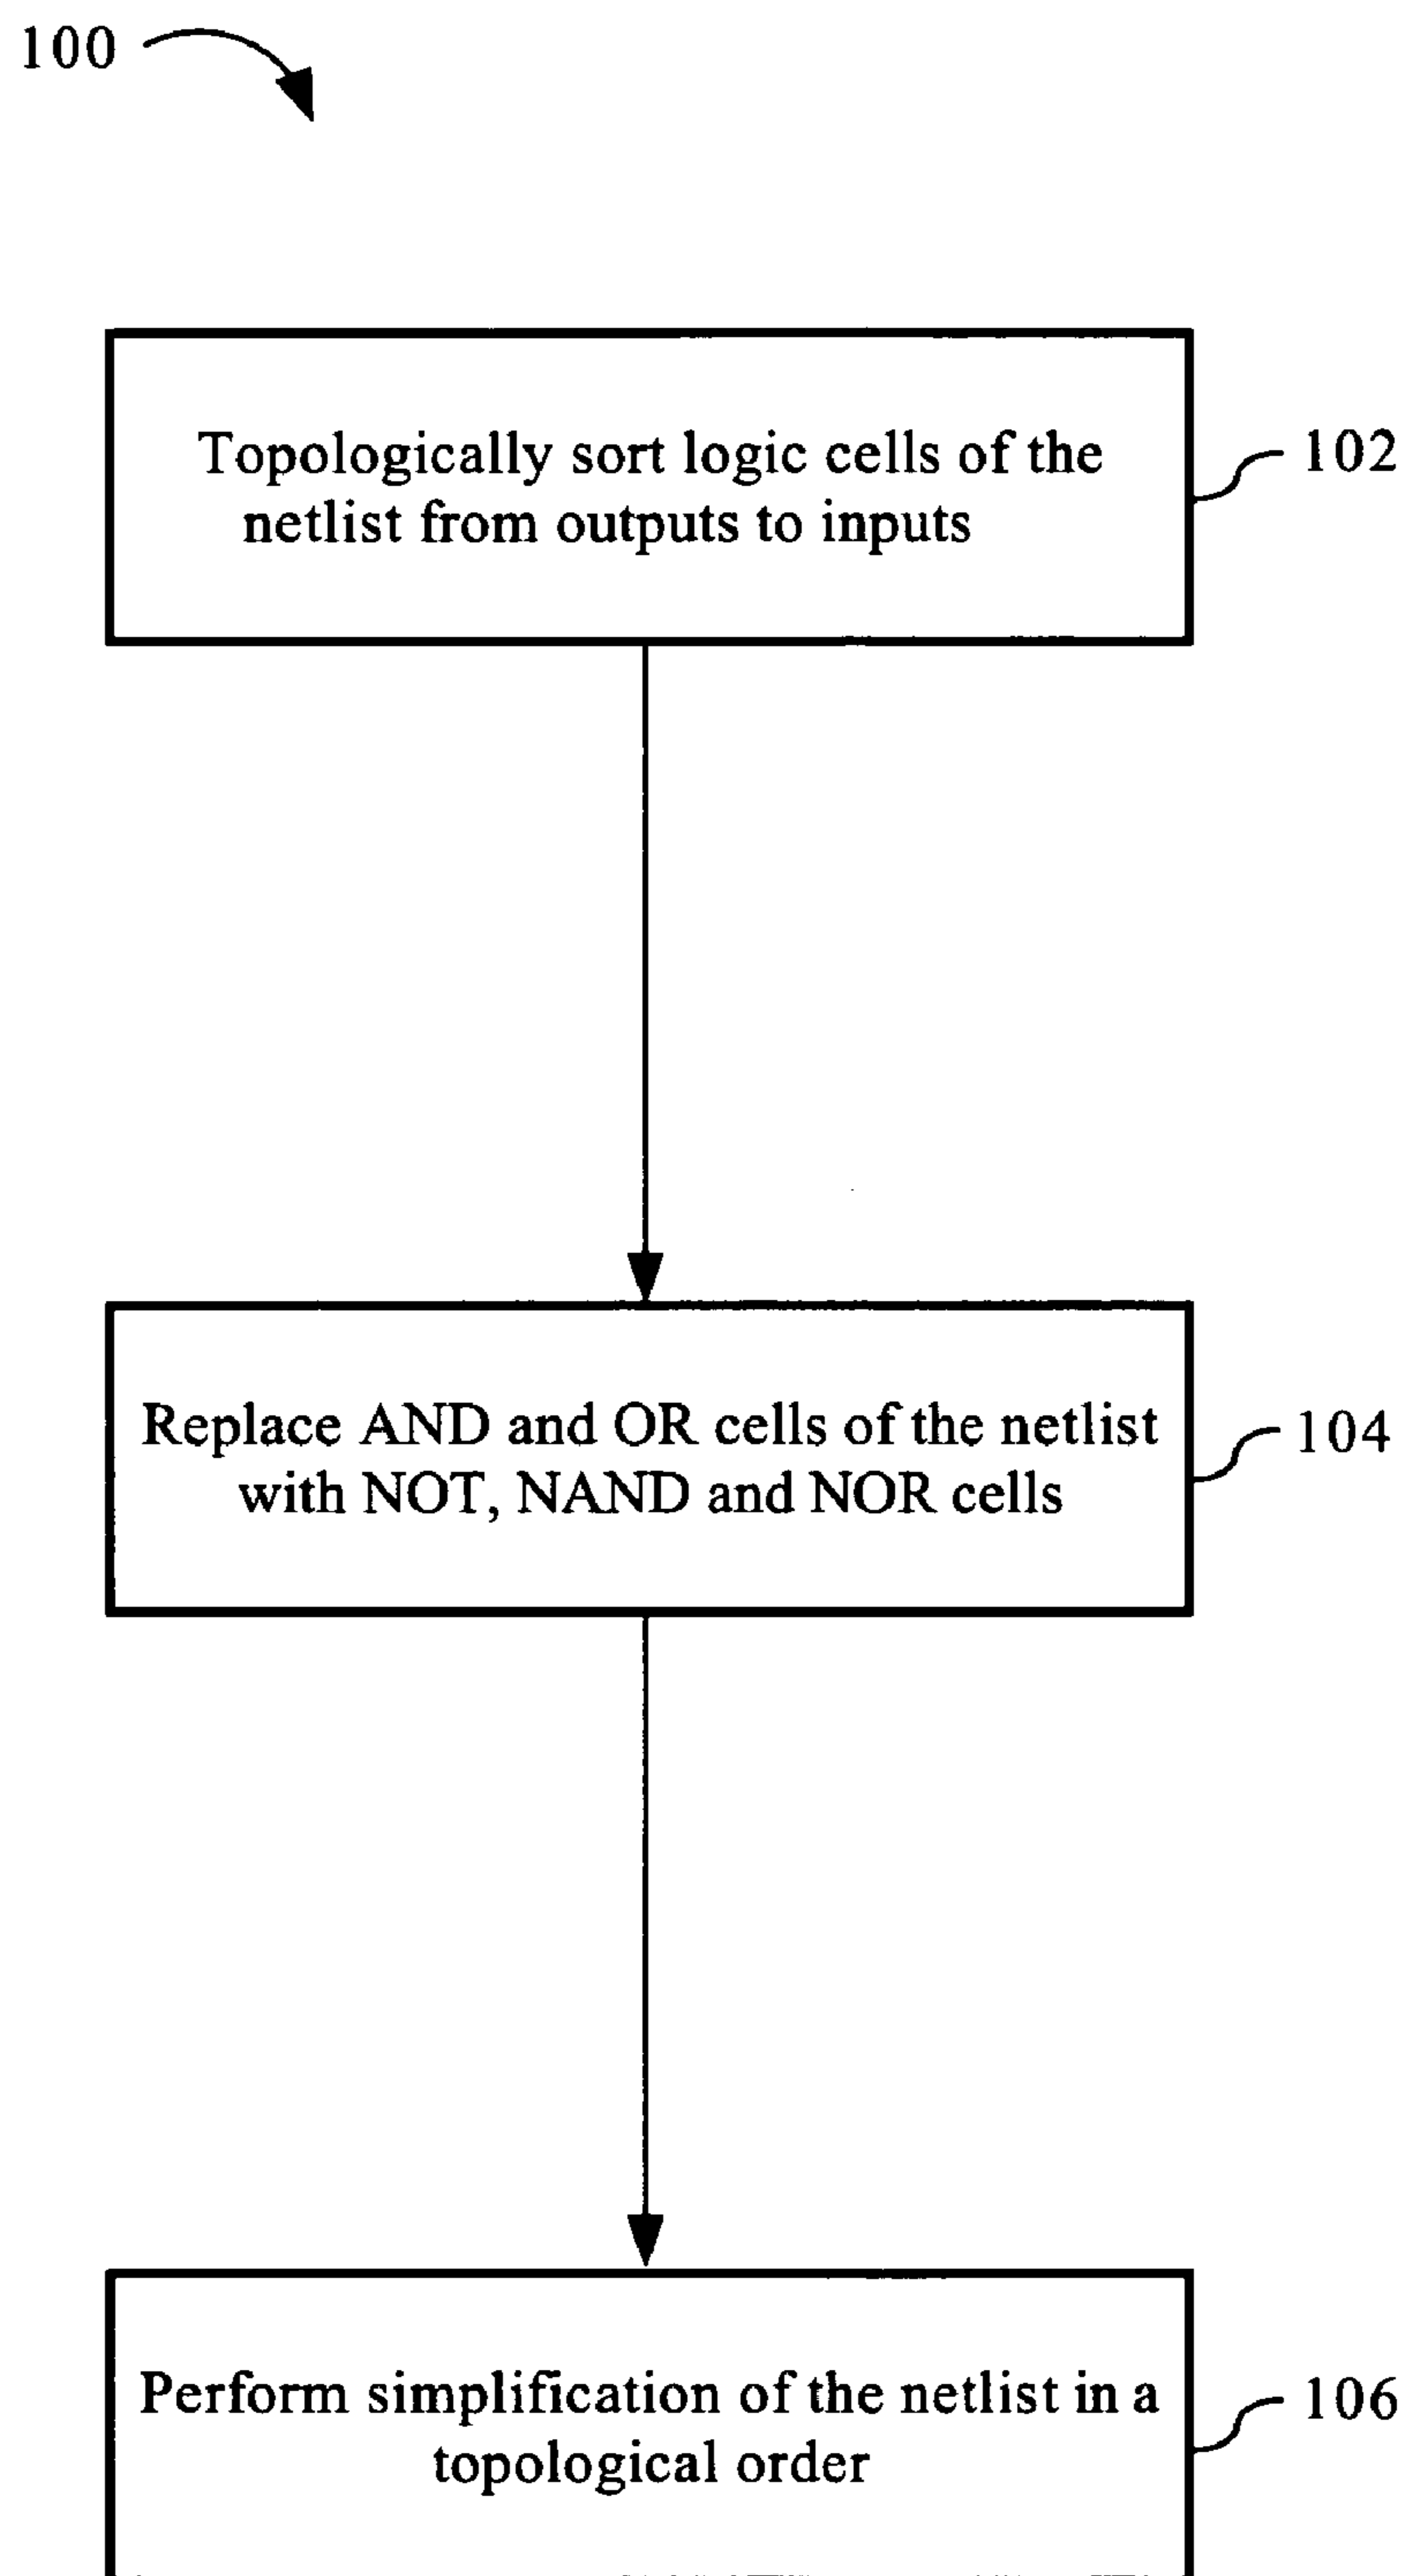 100
Topologically sort logic cells of the
netlist from outputs to inputs
102
Replace AND and OR cells of the netlist
with NOT, NAND and NOR cells
104
Perform simplification of the netlist in a
topological order
106